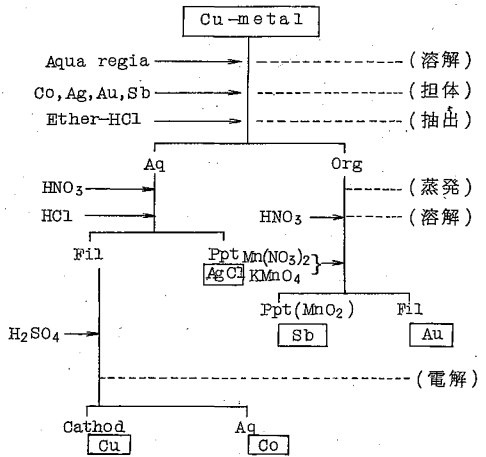 Cu-metal
Aqua regia (溶解)
Co,Ag,Au,Sb (担体)
Ether-HCl (抽出)
Aq Org
HNO3 (蒸発)
HCl HNO3 (溶解)
Fil Ppt Mn(NO3)2
AgCl KMnO4
Ppt(MnO2) Fil
Sb Au
H2SO4
(電解)
Cathod Aq
Cu Co